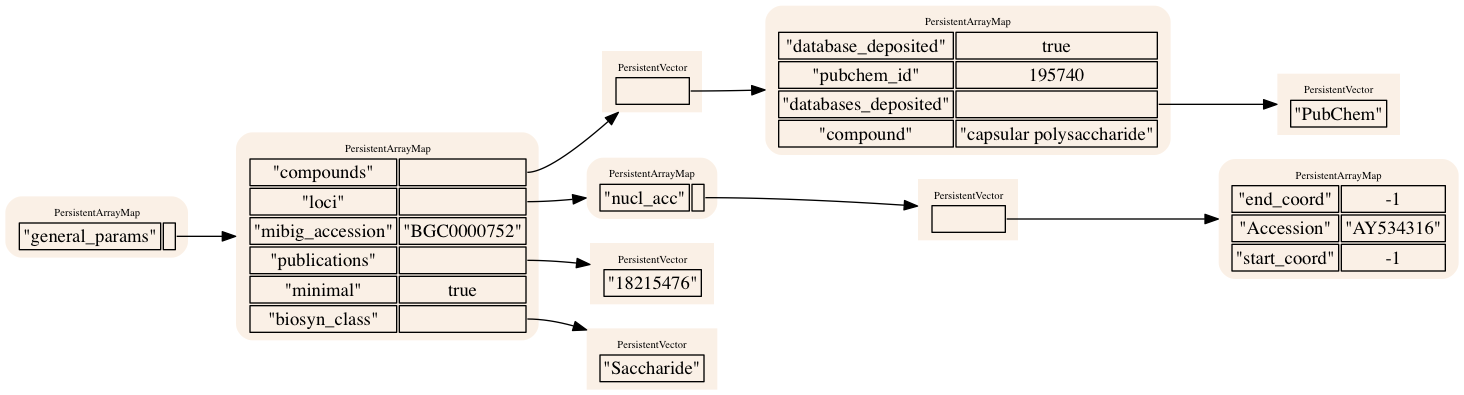 PersistentArrayMap
"general_params"
PersistentArrayMap
"compounds"
"loci"
"mibig_accession" "BGC0000752"
"publications"
"minimal" true
"biosyn_class"
PersistentVector
PersistentArrayMap
"database_deposited" true
"pubchem_id" 195740
"databases_deposited"
"compound" "capsular polysaccharide"
PersistentVector
"PubChem"
PersistentArrayMap
"nucl_acc"
PersistentVector
PersistentArrayMap
"end_coord" -1
"Accession" "AY534316"
"start_coord" -1
PersistentVector
"18215476"
PersistentVector
"Saccharide"